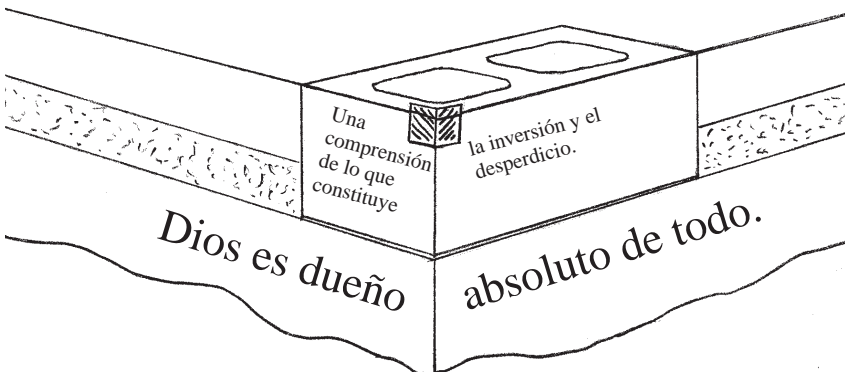 Una
comprensión
de lo que
constituye
la inversión y el
desperdicio.
Dios es dueño
absoluto de todo.